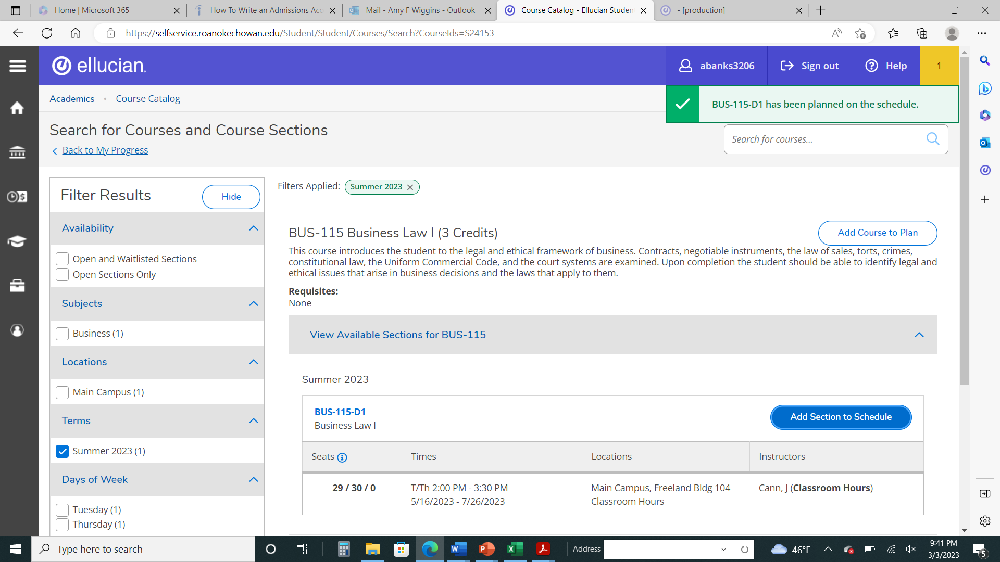 Home | Microsoft 365
How To Write an Admissions Acc
Mail - Amy F Wiggins - Outlook
Course Catalog - Ellucian Studen
- [production]
https://selfservice.roanokechowan.edu/Student/Student/Courses/Search?CourseIds=S24153
ellucian.
abanks3206
Sign out
Help
1
Academics • Course Catalog
BUS-115-D1 has been planned on the schedule.
Search for Courses and Course Sections
Back to My Progress
Search for courses...
Filter Results
Hide
Availability
Open and Waitlisted Sections
Open Sections Only
Subjects
Business (1)
Locations
Main Campus (1)
Terms
Summer 2023 (1)
Days of Week
Tuesday (1)
Thursday (1)
Filters Applied: Summer 2023
BUS-115 Business Law I (3 Credits)
Add Course to Plan
This course introduces the student to the legal and ethical framework of business. Contracts, negotiable instruments, the law of sales, torts, crimes,
constitutional law, the Uniform Commercial Code, and the court systems are examined. Upon completion the student should be able to identify legal and
ethical issues that arise in business decisions and the laws that apply to them.
Requisites:
None
View Available Sections for BUS-115
Summer 2023
BUS-115-D1
Business Law I
Add Section to Schedule
Seats Times Locations Instructors
29 / 30 / 0 T/Th 2:00 PM - 3:30 PM Main Campus, Freeland Bldg 104 Cann, J (Classroom Hours)
5/16/2023 - 7/26/2023 Classroom Hours
Type here to search
Address
46°F
9:41 PM
3/3/2023
5